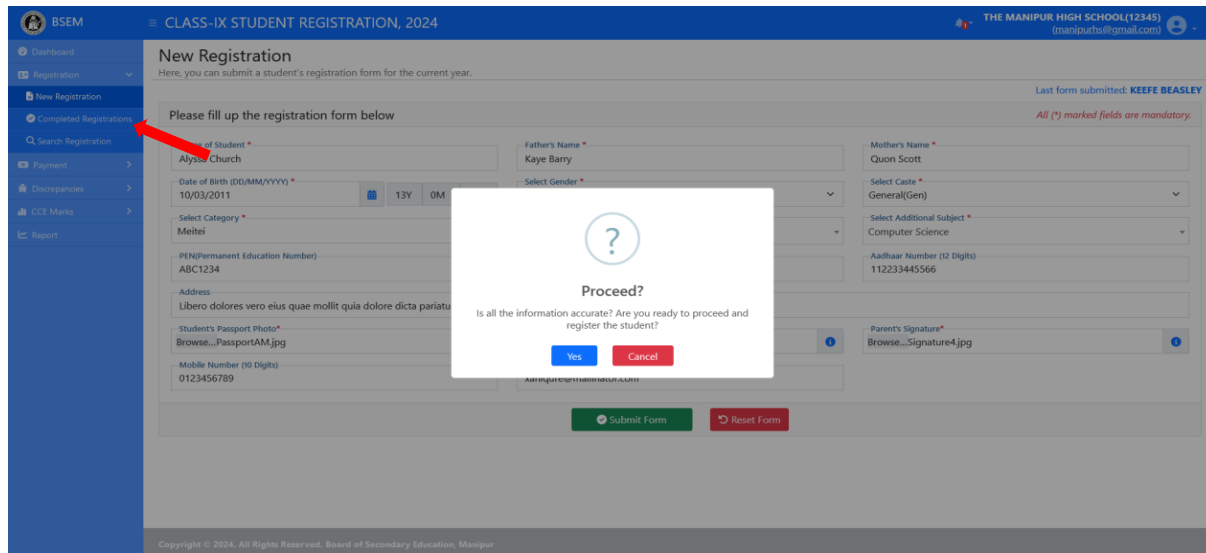 BSEM
CLASS-IX STUDENT REGISTRATION, 2024
THE MANIPUR HIGH SCHOOL(12345)
(manipurhs@gmail.com)
Dashboard
Registration
New Registration
Completed Registrations
Search Registration
Payment
Discrepancies
CCE Marks
Report
New Registration
Here, you can submit a student's registration form for the current year.
Last form submitted: KEEFE BEASLEY
Please fill up the registration form below
All (*) marked fields are mandatory.
of Student *
Alyssa Church
Father's Name *
Kaye Barry
Mother's Name *
Quon Scott
Date of Birth (DD/MM/YYYY) *
10/03/2011 13Y 0M
Select Gender *
Select Caste *
General(Gen)
Select Category *
Meitei
Select Additional Subject *
Computer Science
PEN(Permanent Education Number)
ABC1234
Aadhaar Number (12 Digits)
112233445566
Address
Libero dolores vero eius quae mollit quia dolore dicta pariatu
Student's Passport Photo*
Browse...PassportAM.jpg
Parent's Signature*
Browse...Signature4.jpg
Mobile Number (10 Digits)
0123456789
xaniqure@mailinator.com
?
Proceed?
Is all the information accurate? Are you ready to proceed and
register the student?
Yes Cancel
Submit Form Reset Form
Copyright © 2024. All Rights Reserved. Board of Secondary Education, Manipur